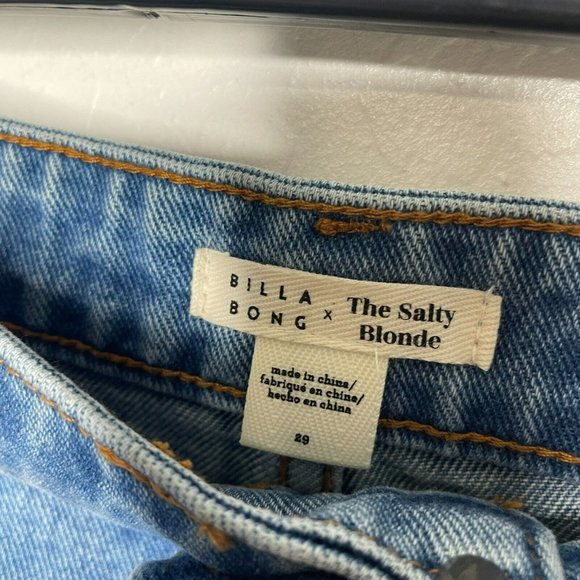 BILLA
BONG
×
The Salty
Blonde
made in china/
fabriqué en chine/
hecho en china
29